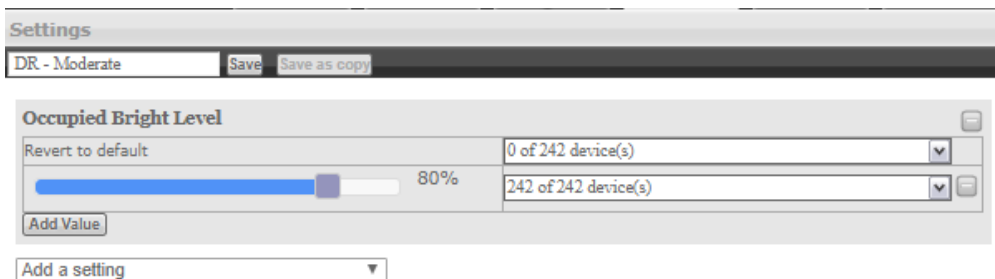 Settings
DR - Moderate Save Save as copy
Occupied Bright Level
Revert to default 0 of 242 device(s)
80% 242 of 242 device(s)
Add Value
Add a setting